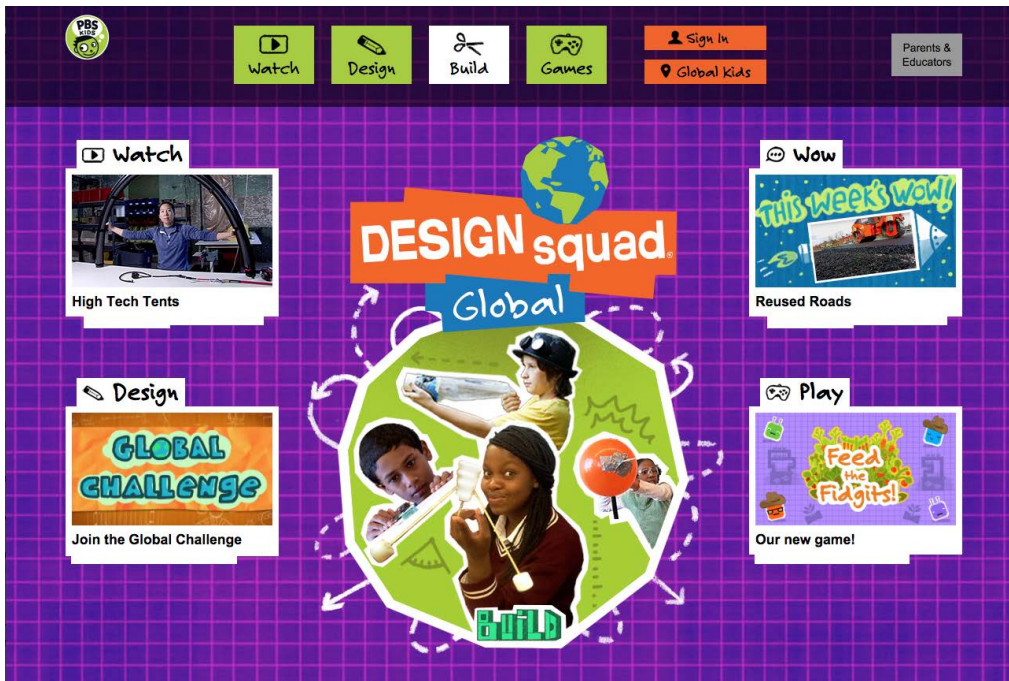 PBS
KIDS
Watch
Design
Build
Games
Sign In
Global Kids
Parents &
Educators
Watch
High Tech Tents
Wow
THIS WEEK'S WOW!
Reused Roads
DESIGN squad®
Global
Design
GLOBAL
CHALLENGE
Join the Global Challenge
Play
Feed
the
Fidgits!
Our new game!
BUILD